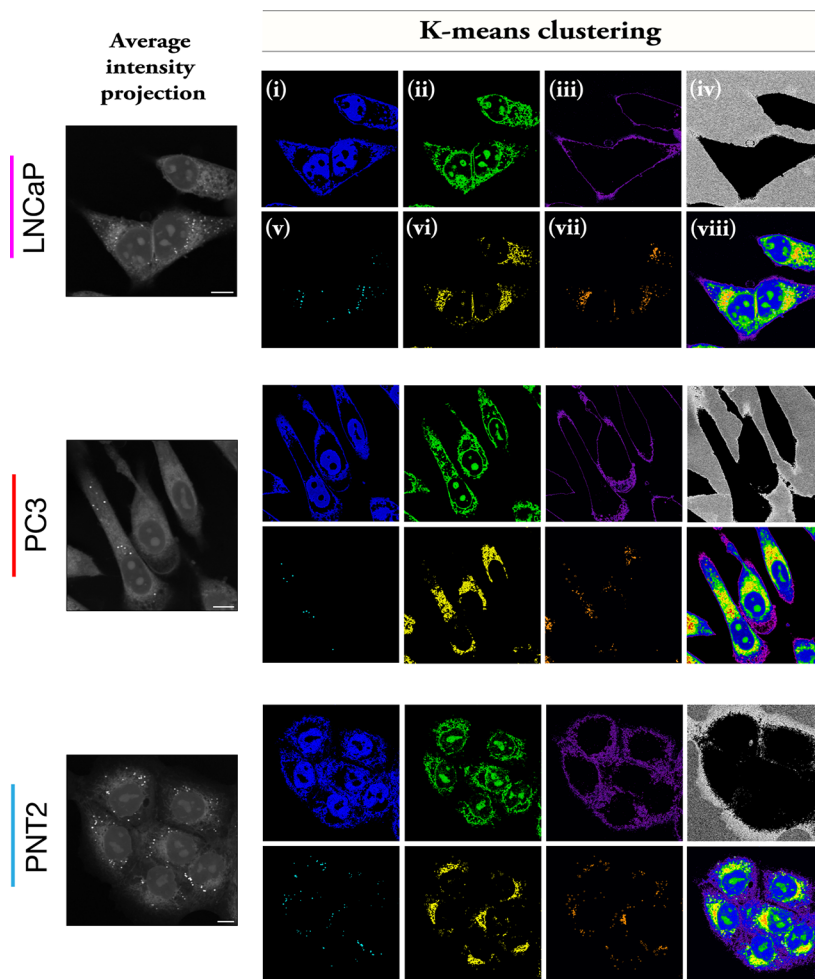 K-means clustering
Average
intensity
projection
(i)
(ii)
(iii)
(iv)
LNCaP
(v)
(vi)
(vii)
(viii)
PC3
PNT2